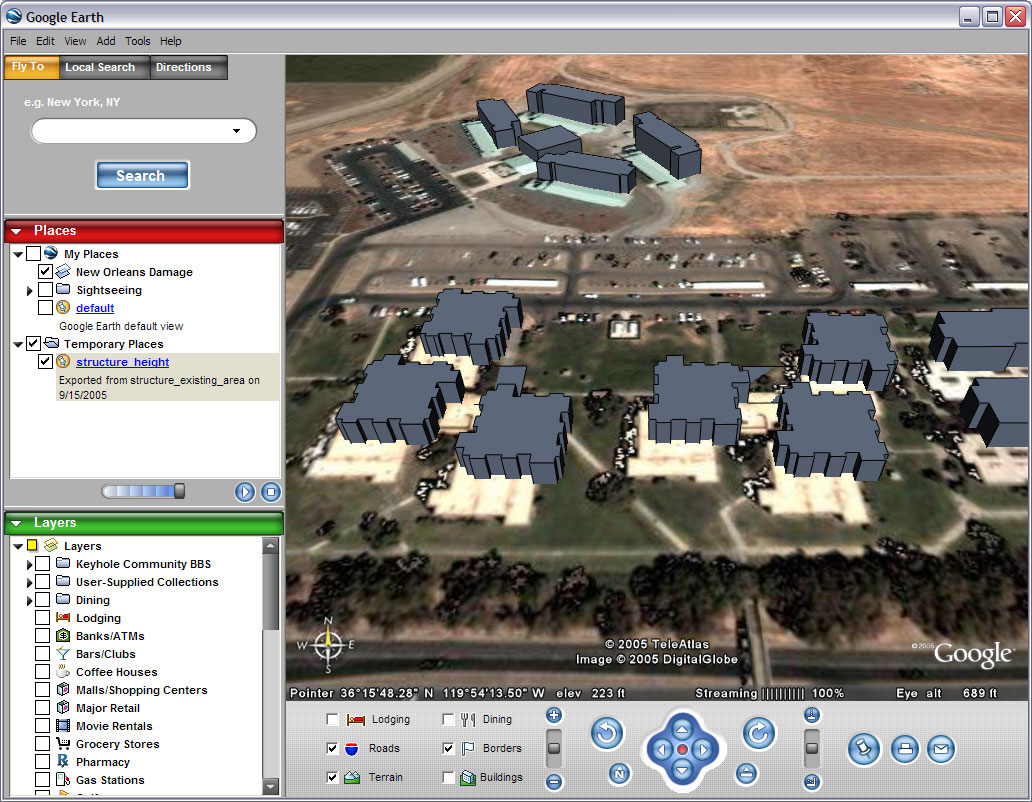 Google Earth
File Edit View Add Tools Help
Fly To Local Search Directions
e.g. New York, NY
Search
Places
My Places
New Orleans Damage
Sightseeing
default
Google Earth default view
Temporary Places
structure_height
Exported from structure_existing_area on
9/15/2005
Layers
Layers
Keyhole Community BBS
User-Supplied Collections
Dining
Lodging
Banks/ATMs
Bars/Clubs
Coffee Houses
Malls/Shopping Centers
Major Retail
Movie Rentals
Grocery Stores
Pharmacy
Gas Stations
N
W E
S
© 2005 TeleAtlas
Image © 2005 DigitalGlobe
© 2005 Google
Pointer 36°15'48.28" N 119°54'13.50" W elev 223 ft Streaming |||||||||| 100% Eye alt 689 ft
Lodging Dining
Roads Borders
Terrain Buildings
N